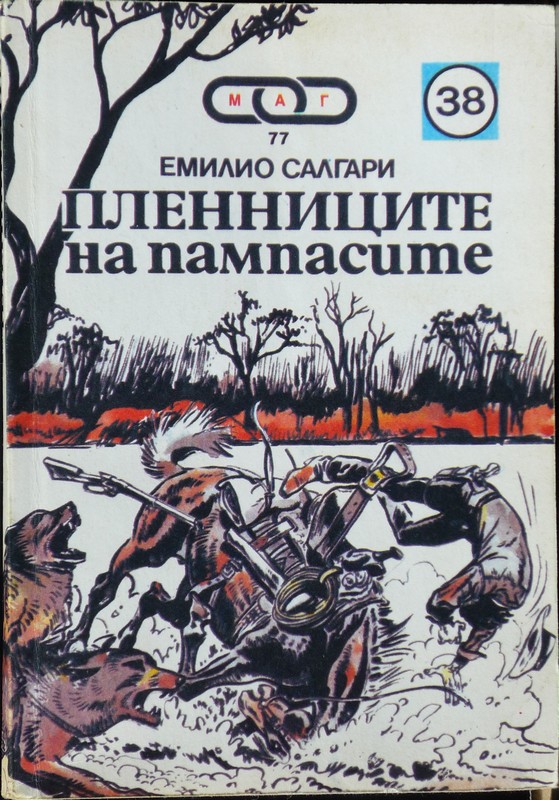 МАГ
38
77
ЕМИЛИО САЛГАРИ
ПЛЕННИЦИТЕ
на пампасите